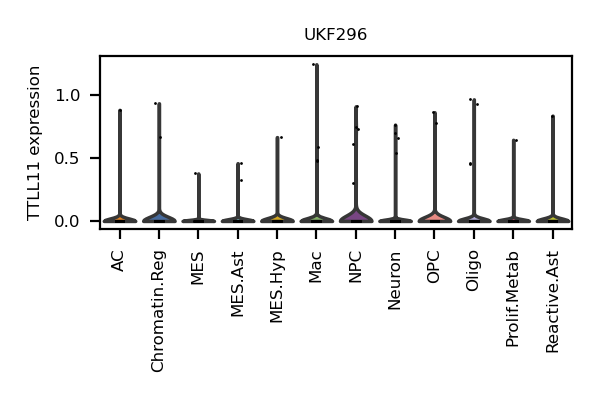 UKF296
TTLL11 expression
1.0
0.5
0.0
AC
Chromatin.Reg
MES
MES.Ast
MES.Hyp
Mac
NPC
Neuron
OPC
Oligo
Prolif.Metab
Reactive.Ast